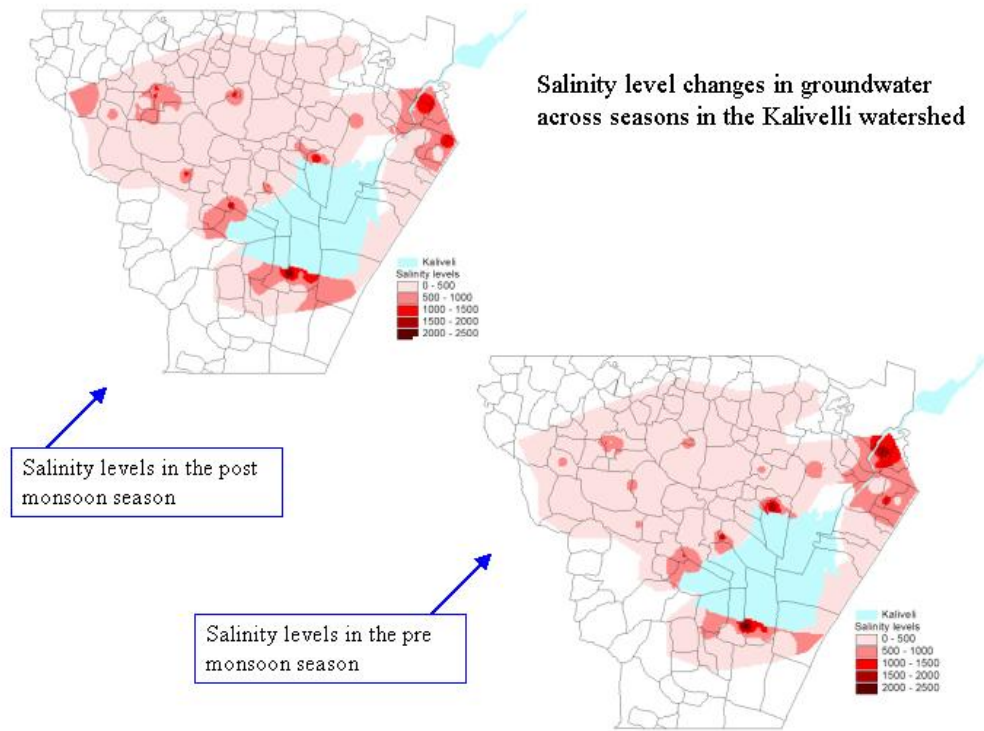 Salinity level changes in groundwater
across seasons in the Kalivelli watershed
Kaliveli
Salinity levels
0 - 500
500 - 1000
1000 - 1500
1500 - 2000
2000 - 2500
Salinity levels in the post
monsoon season
Salinity levels in the pre
monsoon season
Kaliveli
Salinity levels
0 - 500
500 - 1000
1000 - 1500
1500 - 2000
2000 - 2500